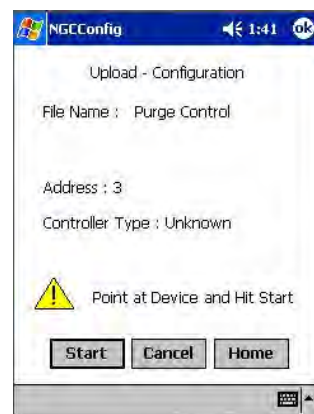 NGCConfig 1:41 ok
Upload - Configuration
File Name : Purge Control
Address : 3
Controller Type : Unknown
Point at Device and Hit Start
Start Cancel Home